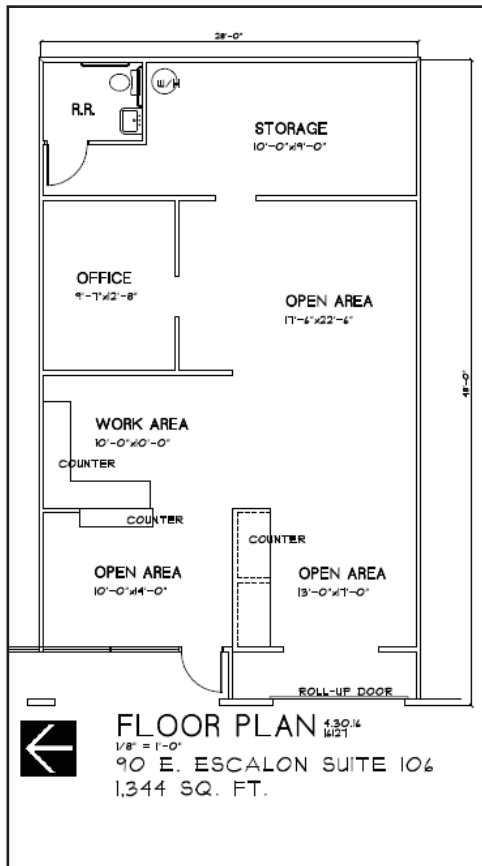 28'-0"
R.R.
W/H
STORAGE
10'-0"x19'-0"
OFFICE
9'-7"x12'-8"
OPEN AREA
17'-6"x22'-6"
48'-0"
WORK AREA
10'-0"x10'-0"
COUNTER
COUNTER
COUNTER
OPEN AREA
10'-0"x14'-0"
OPEN AREA
13'-0"x17'-0"
ROLL-UP DOOR
FLOOR PLAN 4.30.16
16127
1/8" = 1'-0"
90 E. ESCALON SUITE 106
1,344 SQ. FT.